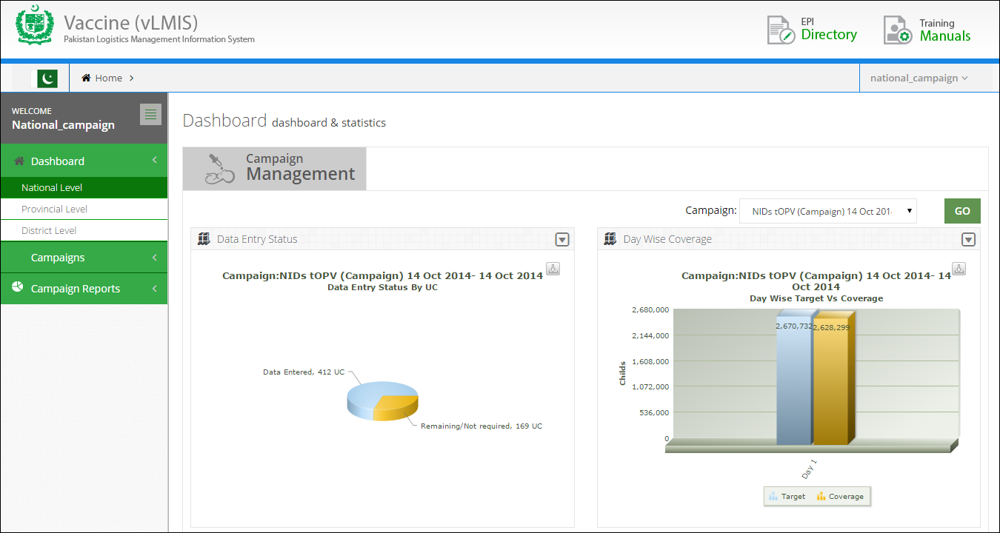 Vaccine (vLMIS)
Pakistan Logistics Management Information System
EPI
Directory
Training
Manuals
Home
national_campaign
WELCOME
National_campaign
Dashboard
National Level
Provincial Level
District Level
Campaigns
Campaign Reports
Dashboard dashboard & statistics
Campaign
Management
Campaign: NIDs tOPV (Campaign) 14 Oct 201
GO
Data Entry Status
Campaign:NIDs tOPV (Campaign) 14 Oct 2014- 14 Oct 2014
Data Entry Status By UC
Data Entered, 412 UC
Remaining/Not required, 169 UC
Day Wise Coverage
Campaign:NIDs tOPV (Campaign) 14 Oct 2014- 14
Oct 2014
Day Wise Target Vs Coverage
2,680,000
2,144,000
1,608,000
1,072,000
536,000
0
Childs
2,670,732
2,628,299
Day 1
Target
Coverage